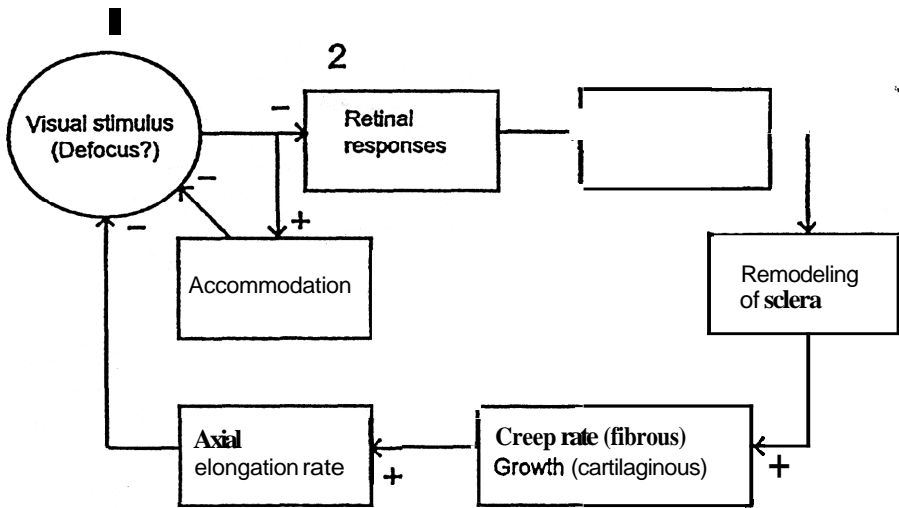 2
Visual stimulus
(Defocus?)
−
Retinal
responses
−
−
+
Accommodation
Remodeling
of sclera
Axial
elongation rate
+
Creep rate (fibrous)
Growth (cartilaginous)
+